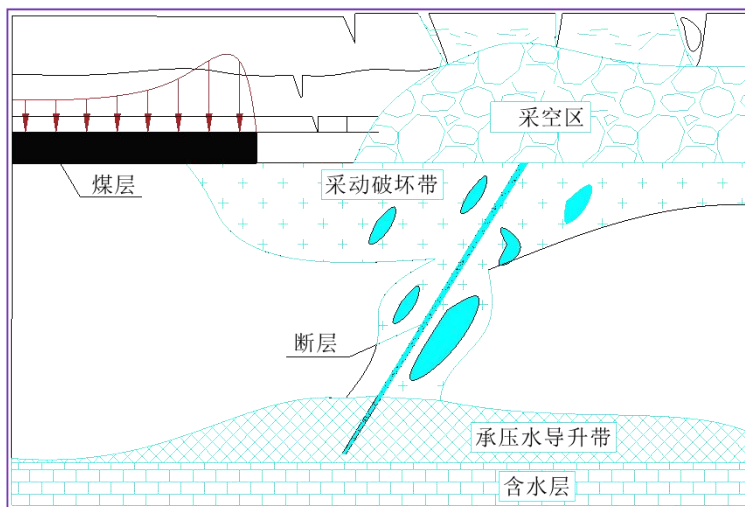 采空区
采动破坏带
煤层
断层
承压水导升带
含水层